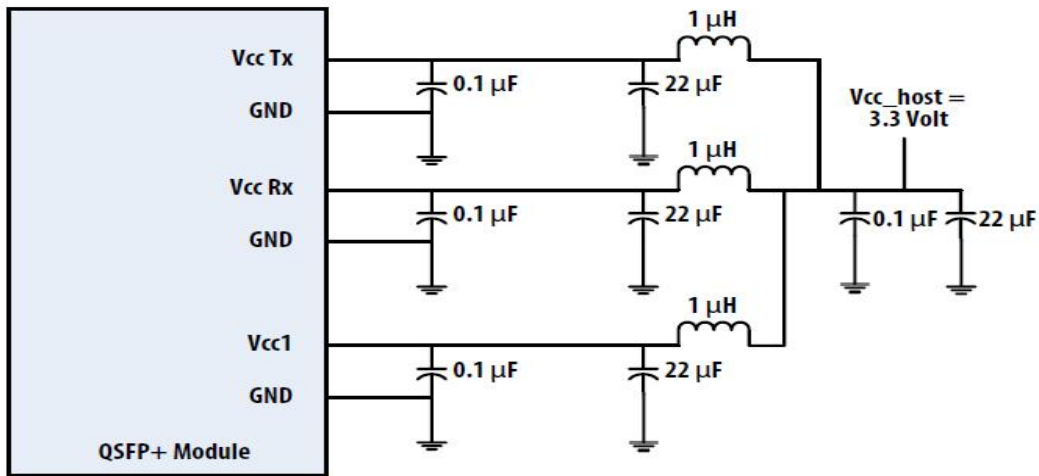 1 μH
Vcc Tx
0.1 μF
22 μF
GND
Vcc_host =
3.3 Volt
1 μH
Vcc Rx
0.1 μF
22 μF
0.1 μF
22 μF
GND
1 μH
Vcc1
0.1 μF
22 μF
GND
QSFP+ Module